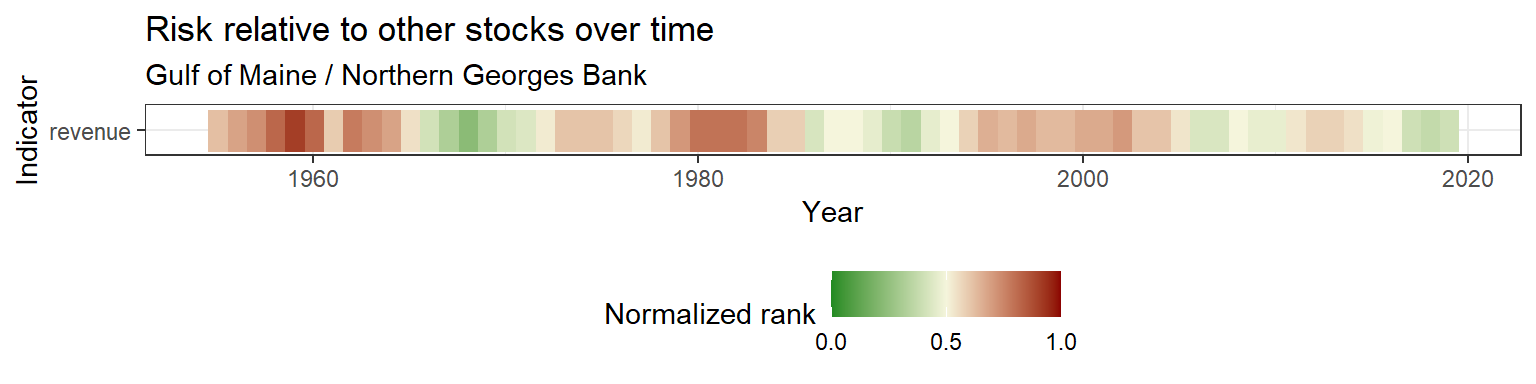 Risk relative to other stocks over time
Gulf of Maine / Northern Georges Bank
Indicator
revenue
1960 1980 2000 2020
Year
Normalized rank
0.0 0.5 1.0